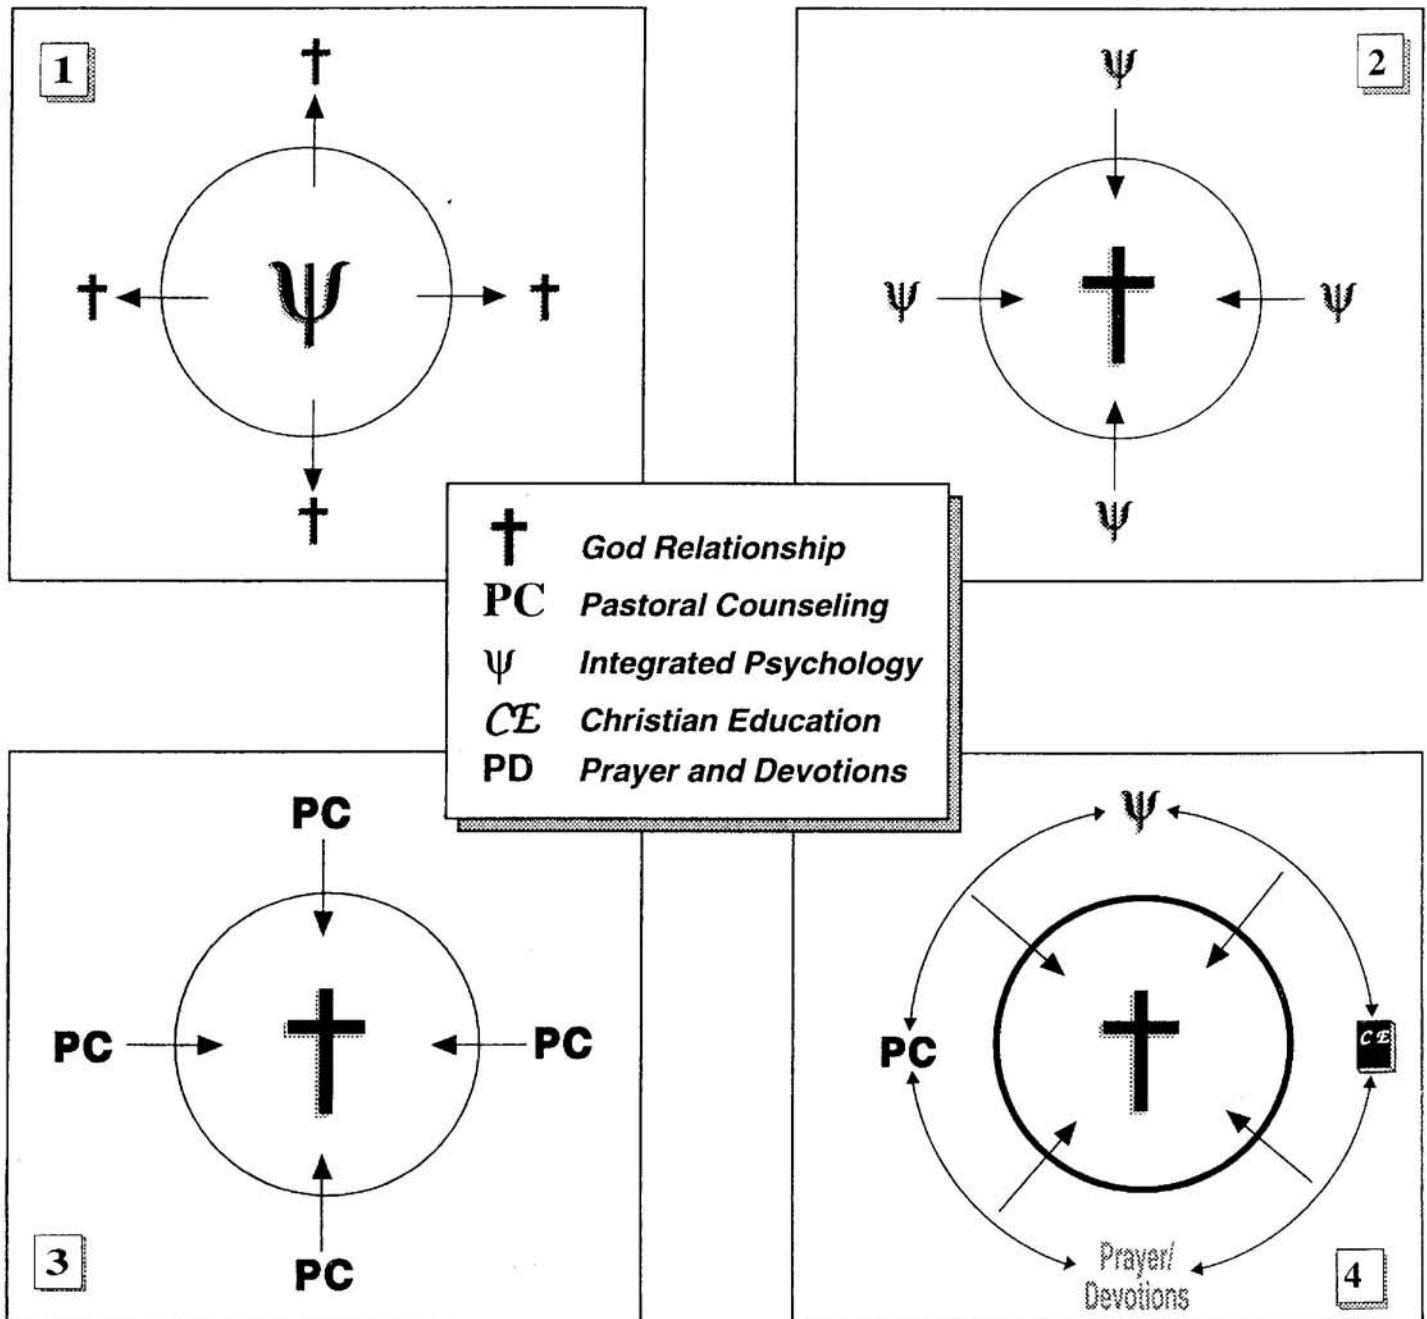 1
†
†
ψ
†
†
2
ψ
ψ
†
ψ
ψ
† God Relationship
PC Pastoral Counseling
ψ Integrated Psychology
CE Christian Education
PD Prayer and Devotions
PC
PC
†
PC
3
PC
ψ
PC
†
CE
Prayer/
Devotions
4